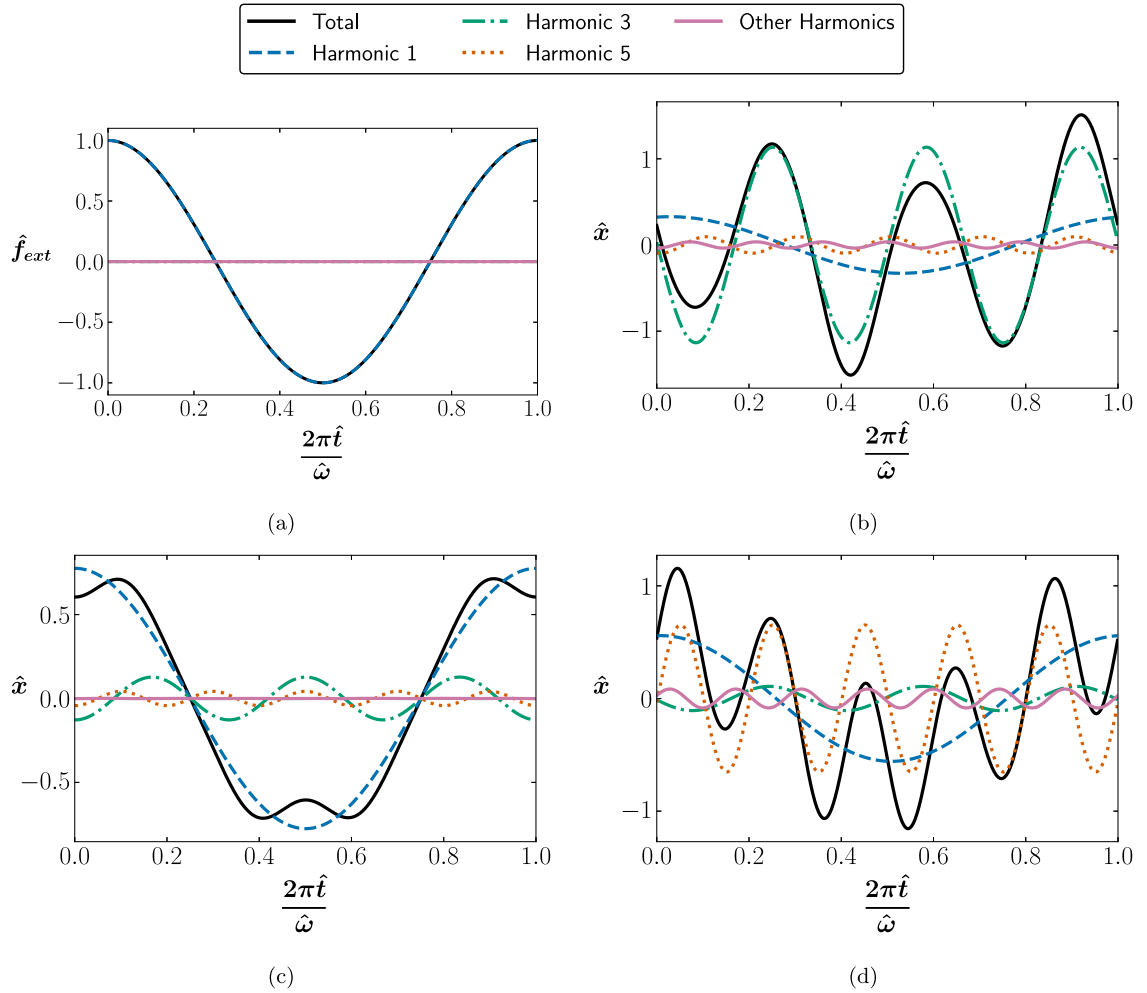 Total
Harmonic 1
Harmonic 3
Harmonic 5
Other Harmonics
1.0
0.5
0.0
−0.5
−1.0
f̂ext
0.0 0.2 0.4 0.6 0.8 1.0
2πt̂
ω̂
(a)
1
0
−1
x̂
0.0 0.2 0.4 0.6 0.8 1.0
2πt̂
ω̂
(b)
0.5
0.0
−0.5
x̂
0.0 0.2 0.4 0.6 0.8 1.0
2πt̂
ω̂
(c)
1
0
−1
x̂
0.0 0.2 0.4 0.6 0.8 1.0
2πt̂
ω̂
(d)